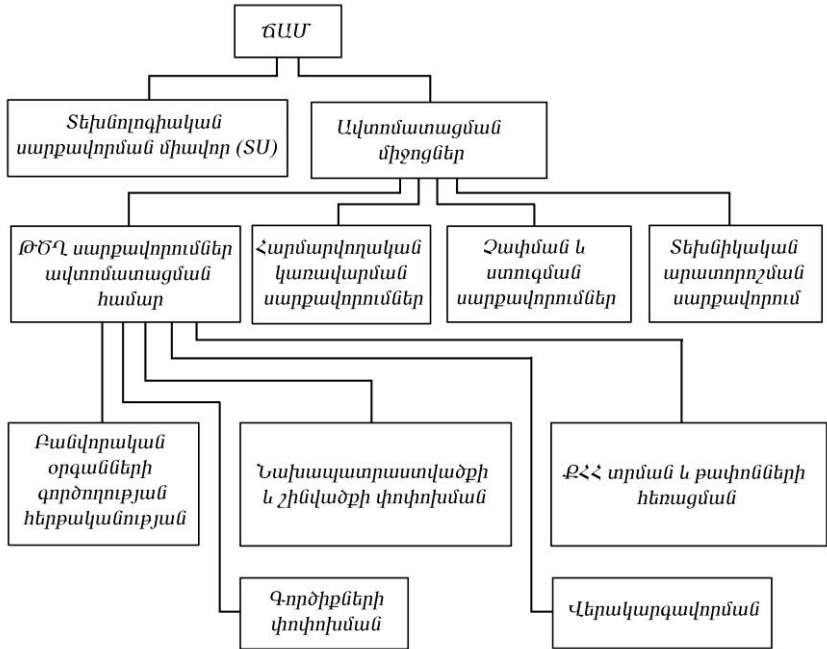 ՃԱՄ
Տեխնոլոգիական
սարքավորման միավոր (ՏՍ)
Ավտոմատացման
միջոցներ
ԹԾՂ սարքավորումներ
ավտոմատացման
համար
Հարմարվողական
կառավարման
սարքավորումներ
Չափման և
ստուգման
սարքավորումներ
Տեխնիկական
արատորոշման
սարքավորում
Բանվորական
օրգանների
գործողության
հերթականության
Նախապատրաստվածքի
և շինվածքի փոփոխման
ՔՀՀ տրման և թափոնների
հեռացման
Գործիքների
փոփոխման
Վերակարգավորման